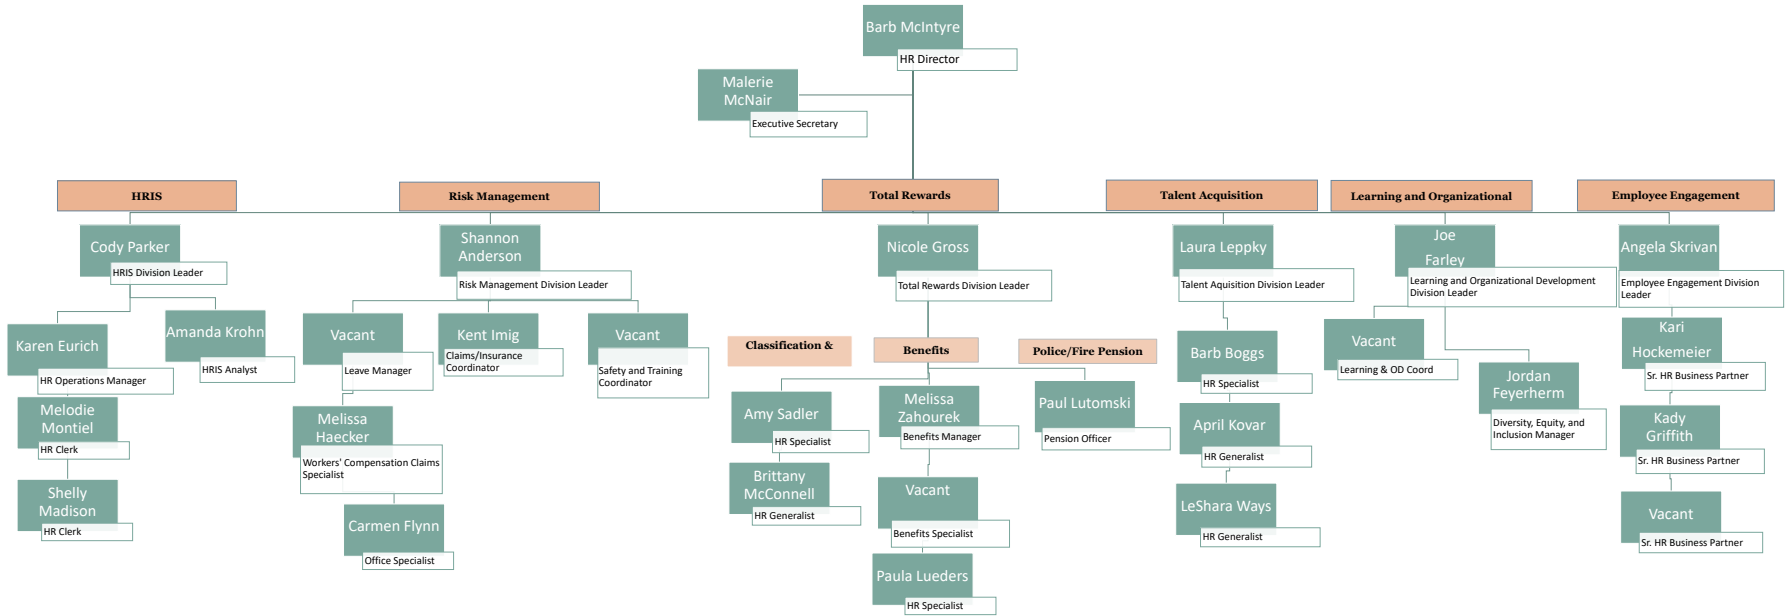 Barb McIntyre
HR Director
Malerie
McNair
Executive Secretary
HRIS
Risk Management
Total Rewards
Talent Acquisition
Learning and Organizational
Employee Engagement
Cody Parker
HRIS Division Leader
Shannon
Anderson
Risk Management Division Leader
Nicole Gross
Total Rewards Division Leader
Laura Leppky
Talent Aquisition Division Leader
Joe
Farley
Learning and Organizational Development
Division Leader
Angela Skrivan
Employee Engagement Division
Leader
Karen Eurich
HR Operations Manager
Amanda Krohn
HRIS Analyst
Melodie
Montiel
HR Clerk
Shelly
Madison
HR Clerk
Vacant
Leave Manager
Kent Imig
Claims/Insurance
Coordinator
Vacant
Safety and Training
Coordinator
Melissa
Haecker
Workers' Compensation Claims
Specialist
Carmen Flynn
Office Specialist
Classification &
Benefits
Police/Fire Pension
Amy Sadler
HR Specialist
Brittany
McConnell
HR Generalist
Melissa
Zahourek
Benefits Manager
Vacant
Benefits Specialist
Paula Lueders
HR Specialist
Paul Lutomski
Pension Officer
Barb Boggs
HR Specialist
April Kovar
HR Generalist
LeShara Ways
HR Generalist
Vacant
Learning & OD Coord
Jordan
Feyerherm
Diversity, Equity, and
Inclusion Manager
Kari
Hockemeier
Sr. HR Business Partner
Kady
Griffith
Sr. HR Business Partner
Vacant
Sr. HR Business Partner